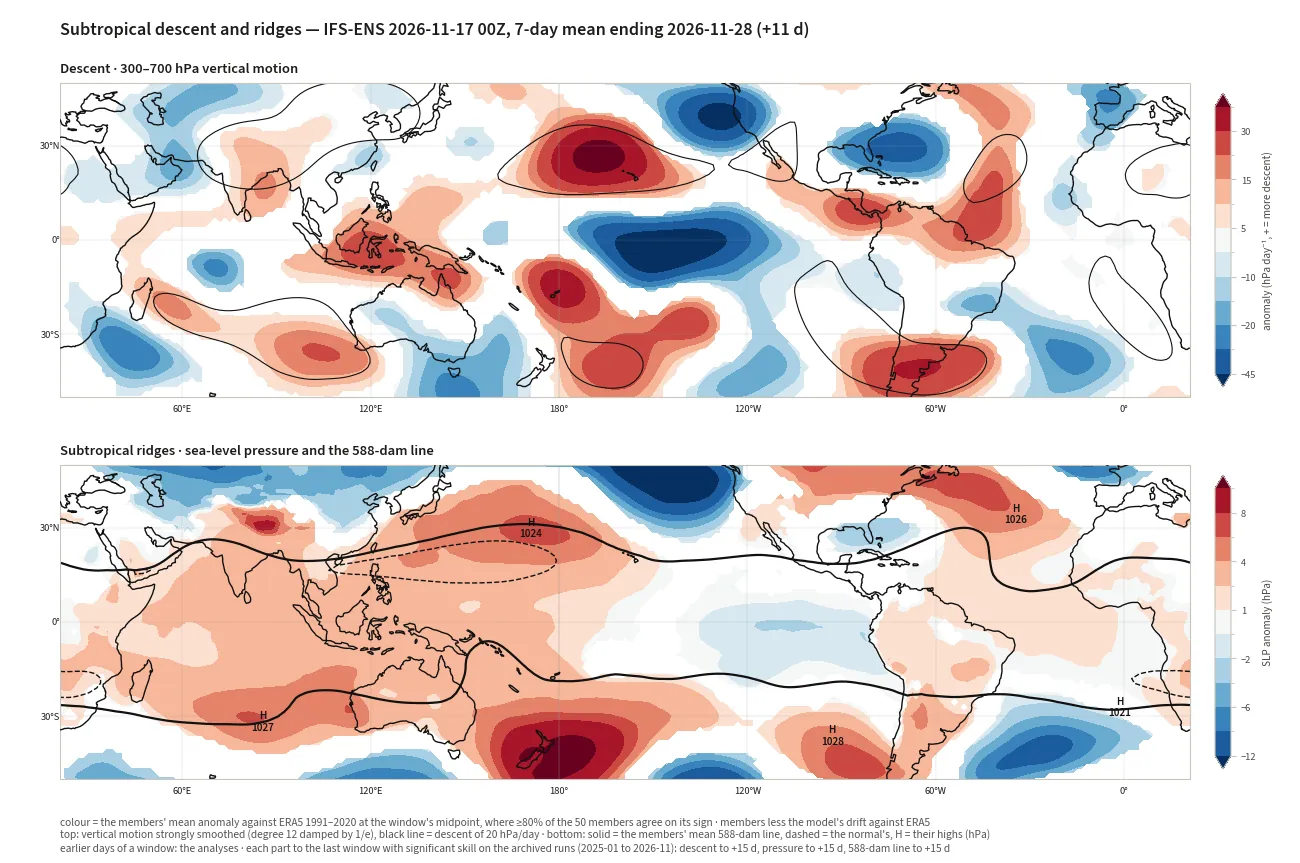 Subtropical descent and ridges — IFS-ENS 2026-11-17 00Z, 7-day mean ending 2026-11-28 (+11 d)
Descent · 300–700 hPa vertical motion
30°N
0°
30°S
60°E
120°E
180°
120°W
60°W
0°
30
15
5
−10
−20
−45
anomaly (hPa day⁻¹, + = more descent)
Subtropical ridges · sea-level pressure and the 588-dam line
30°N
0°
30°S
H
1024
H
1026
H
1027
H
1028
H
1021
60°E
120°E
180°
120°W
60°W
0°
8
4
1
−2
−6
−12
SLP anomaly (hPa)
colour = the members' mean anomaly against ERA5 1991–2020 at the window's midpoint, where ≥80% of the 50 members agree on its sign · members less the model's drift against ERA5
top: vertical motion strongly smoothed (degree 12 damped by 1/e), black line = descent of 20 hPa/day · bottom: solid = the members' mean 588-dam line, dashed = the normal's, H = their highs (hPa)
earlier days of a window: the analyses · each part to the last window with significant skill on the archived runs (2025-01 to 2026-11): descent to +15 d, pressure to +15 d, 588-dam line to +15 d